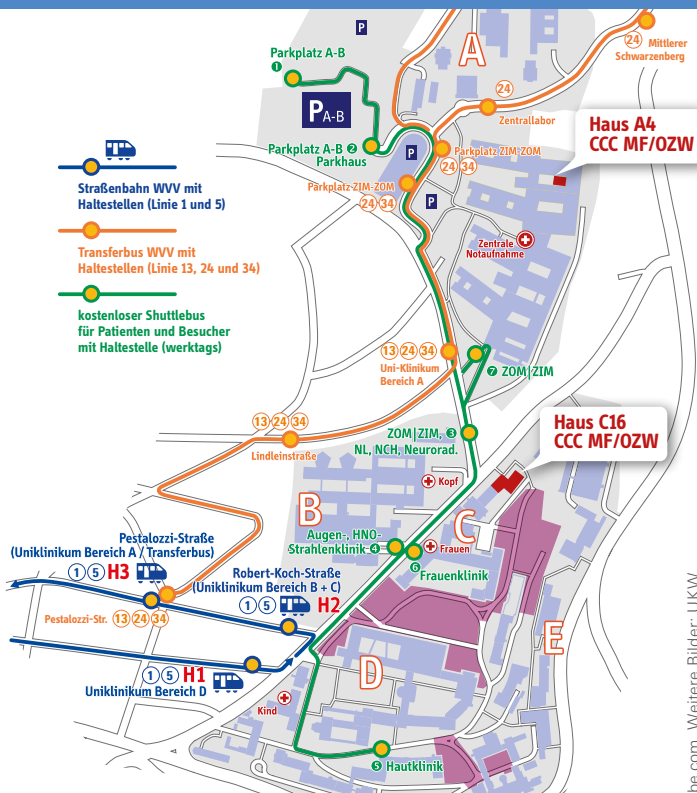 P
A
24
Mittlerer
Schwarzenberg
Parkplatz A-B
1
24
Zentrallabor
PA-B
Haus A4
CCC MF/OZW
Parkplatz A-B 2
Parkhaus
P
Parkplatz ZIM-ZOM
24 34
Parkplatz ZIM-ZOM
24 34
P
Straßenbahn WVV mit
Haltestellen (Linie 1 und 5)
Transferbus WVV mit
Haltestellen (Linie 13, 24 und 34)
kostenloser Shuttlebus
für Patienten und Besucher
mit Haltestelle (werktags)
Zentrale
Notaufnahme
13 24 34
Uni-Klinikum
Bereich A
7 ZOM|ZIM
13 24 34
Lindleinstraße
ZOM|ZIM, 3
NL, NCH, Neurorad.
Haus C16
CCC MF/OZW
Kopf
B
C
Augen-, HNO-
Strahlenklinik 4
Frauen
6
Frauenklinik
Pestalozzi-Straße
(Uniklinikum Bereich A / Transferbus)
1 5 H3
Robert-Koch-Straße
(Uniklinikum Bereich B + C)
1 5 H2
Pestalozzi-Str. 13 24 34
E
D
1 5 H1
Uniklinikum Bereich D
Kind
5 Hautklinik
be.com, Weitere Bilder: UKW